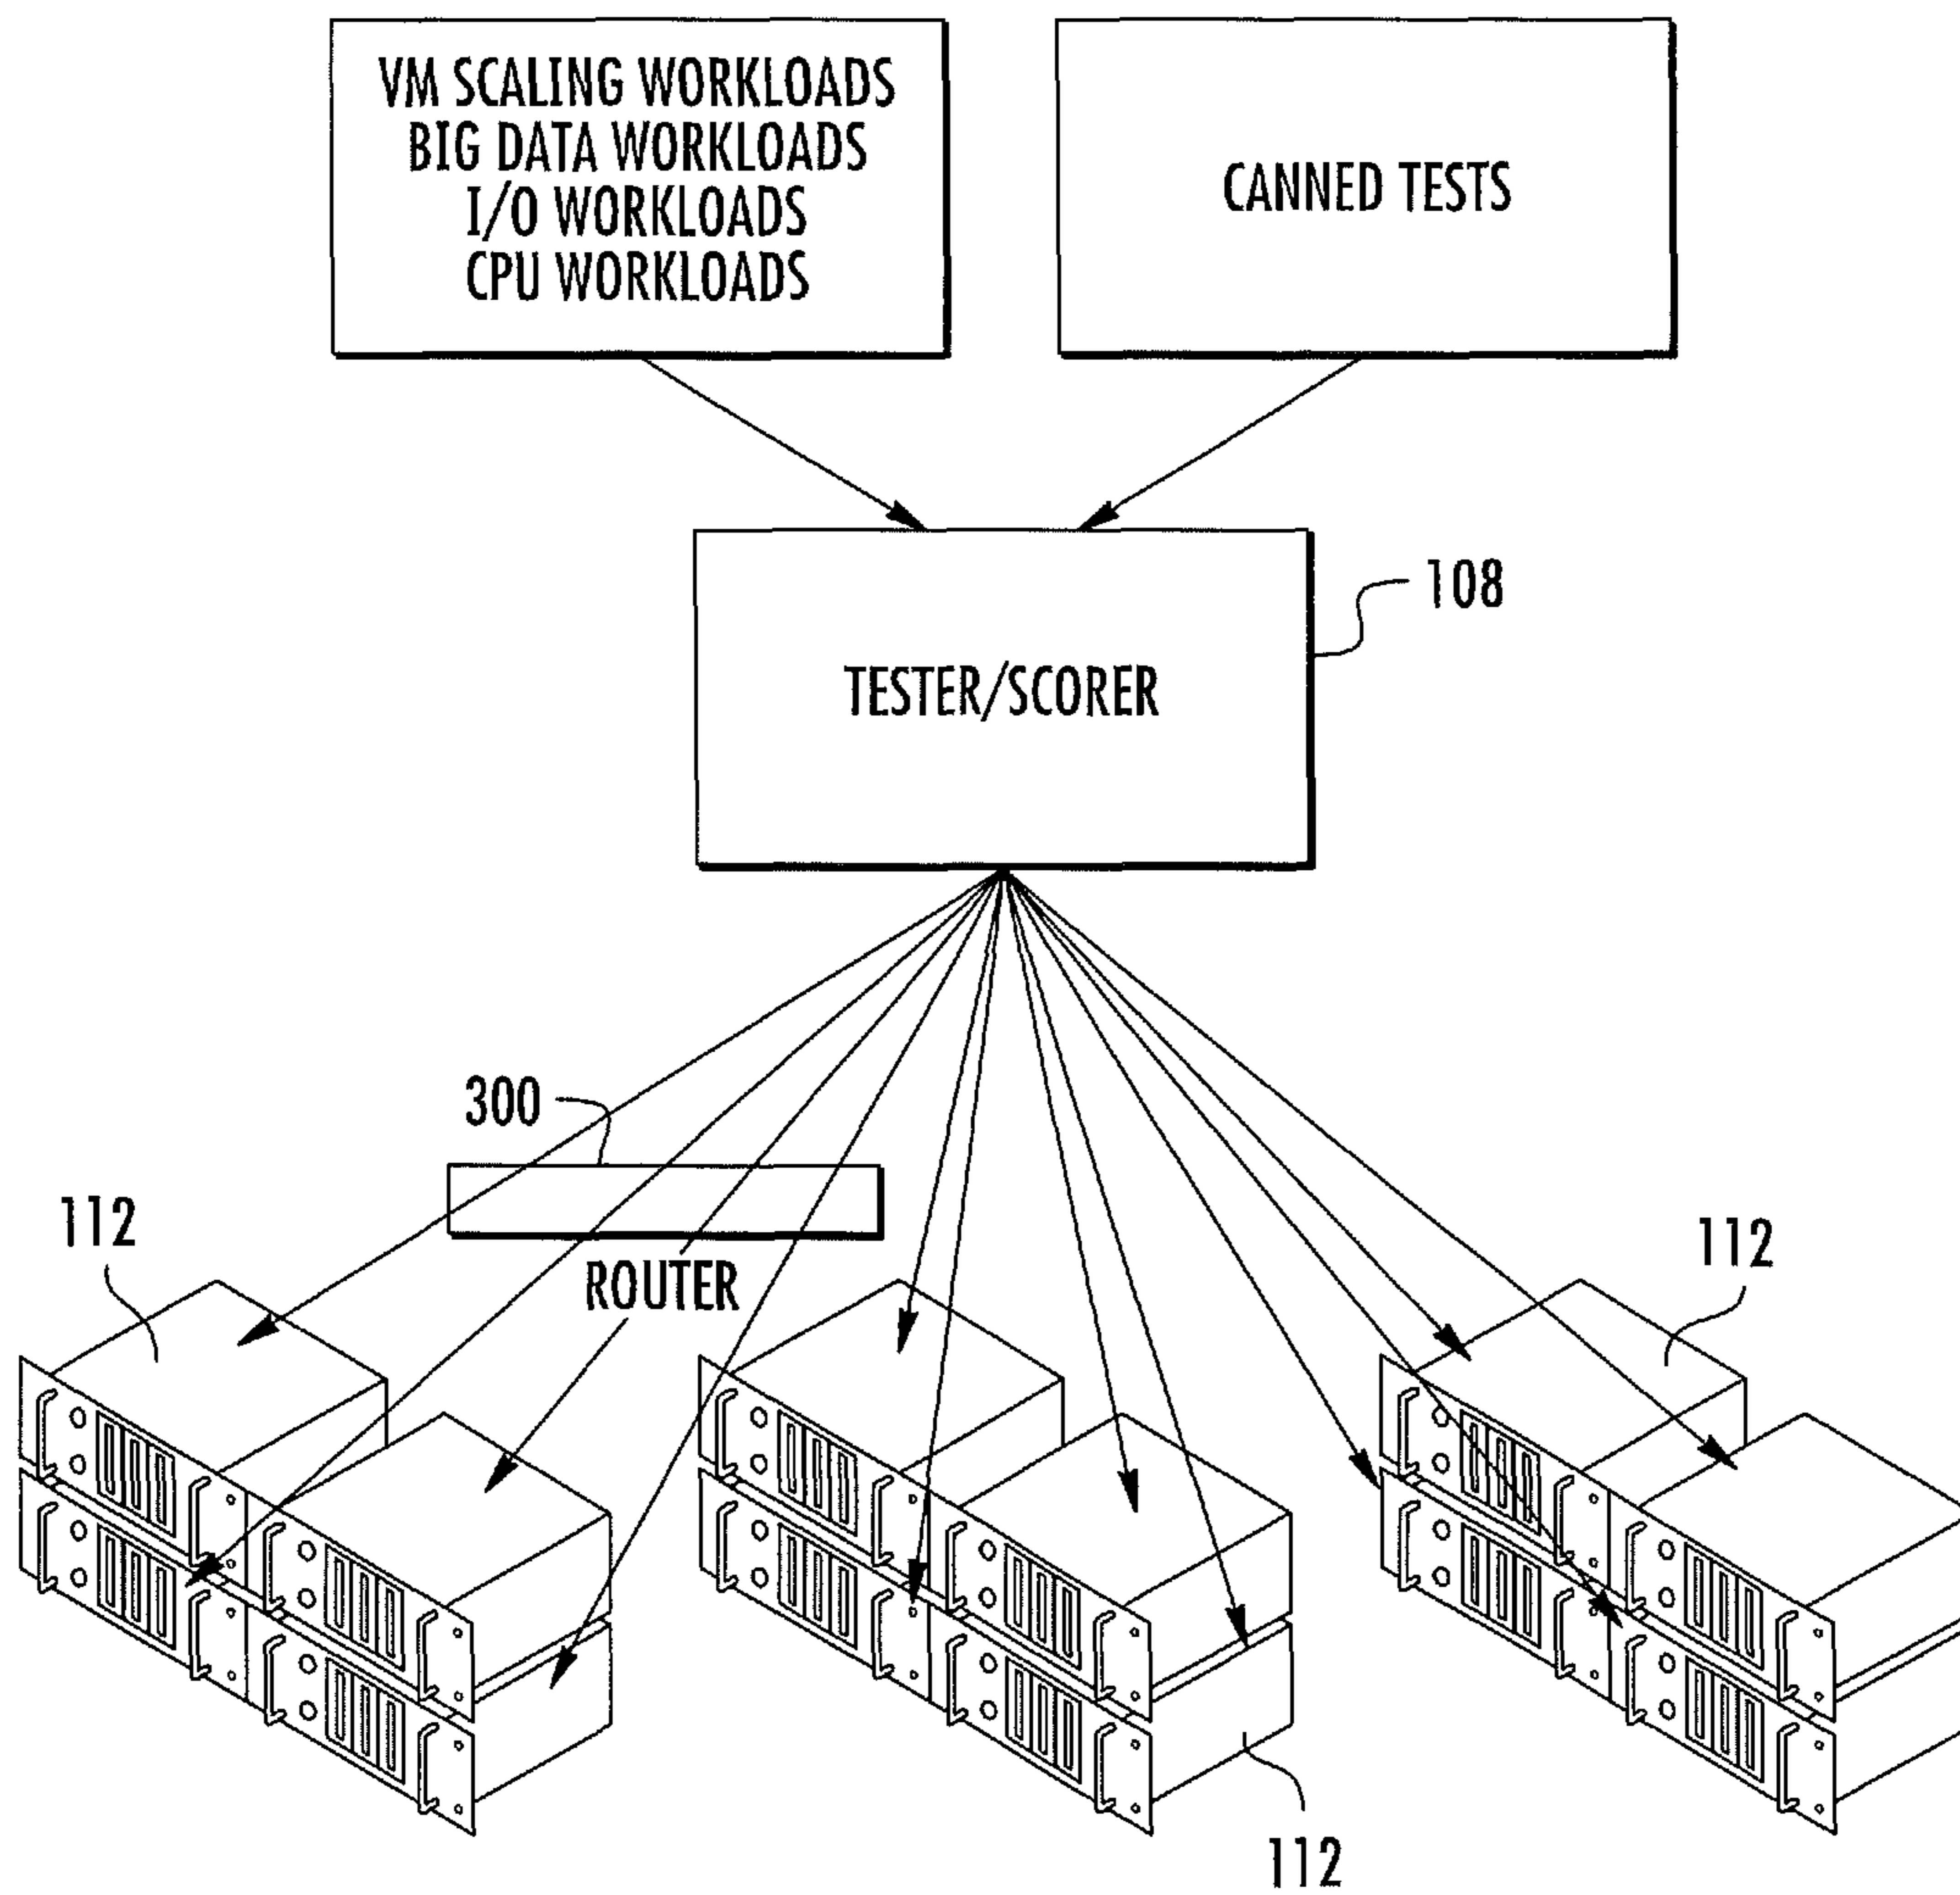 VM SCALING WORKLOADS
BIG DATA WORKLOADS
I/O WORKLOADS
CPU WORKLOADS
CANNED TESTS
108
TESTER/SCORER
300
112
112
ROUTER
112